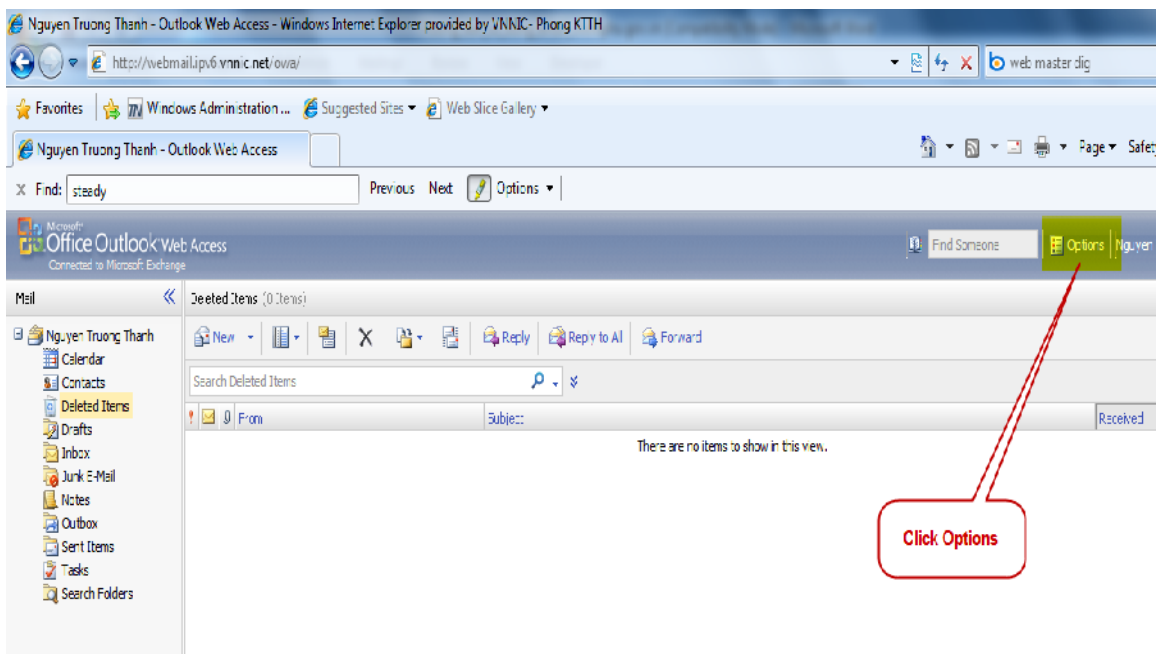 Nguyen Truong Thanh - Outlook Web Access - Windows Internet Explorer provided by VNNIC- Phong KTTH
http://webmail.ipv6.vnnic.net/owa/
web master dig
Favorites Windows Administration ... Suggested Sites Web Slice Gallery
Nguyen Truong Thanh - Outlook Web Access
Page Safety
X Find: steady Previous Next Options
Microsoft
Office Outlook Web Access
Connected to Microsoft Exchange
Find Someone Options Nguyen
Mail « Deleted Items (0 Items)
Nguyen Truong Thanh New Reply Reply to All Forward
Calendar
Contacts Search Deleted Items
Deleted Items From Subject Received
Drafts There are no items to show in this view.
Inbox
Junk E-Mail
Notes
Outbox
Sent Items Click Options
Tasks
Search Folders